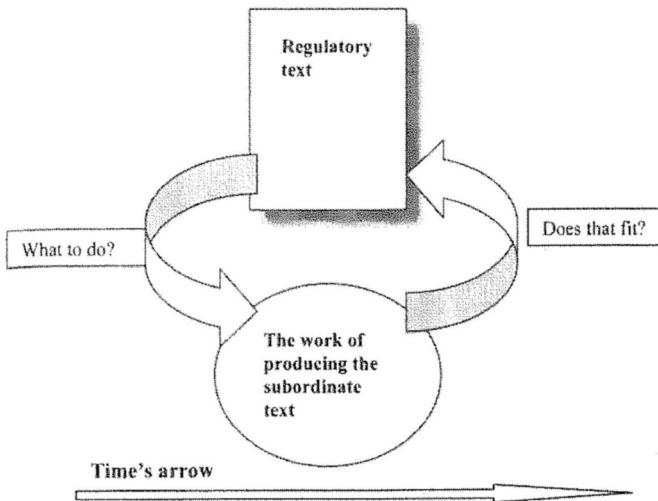 Regulatory
text
What to do?
Does that fit?
The work of
producing the
subordinate
text
Time's arrow